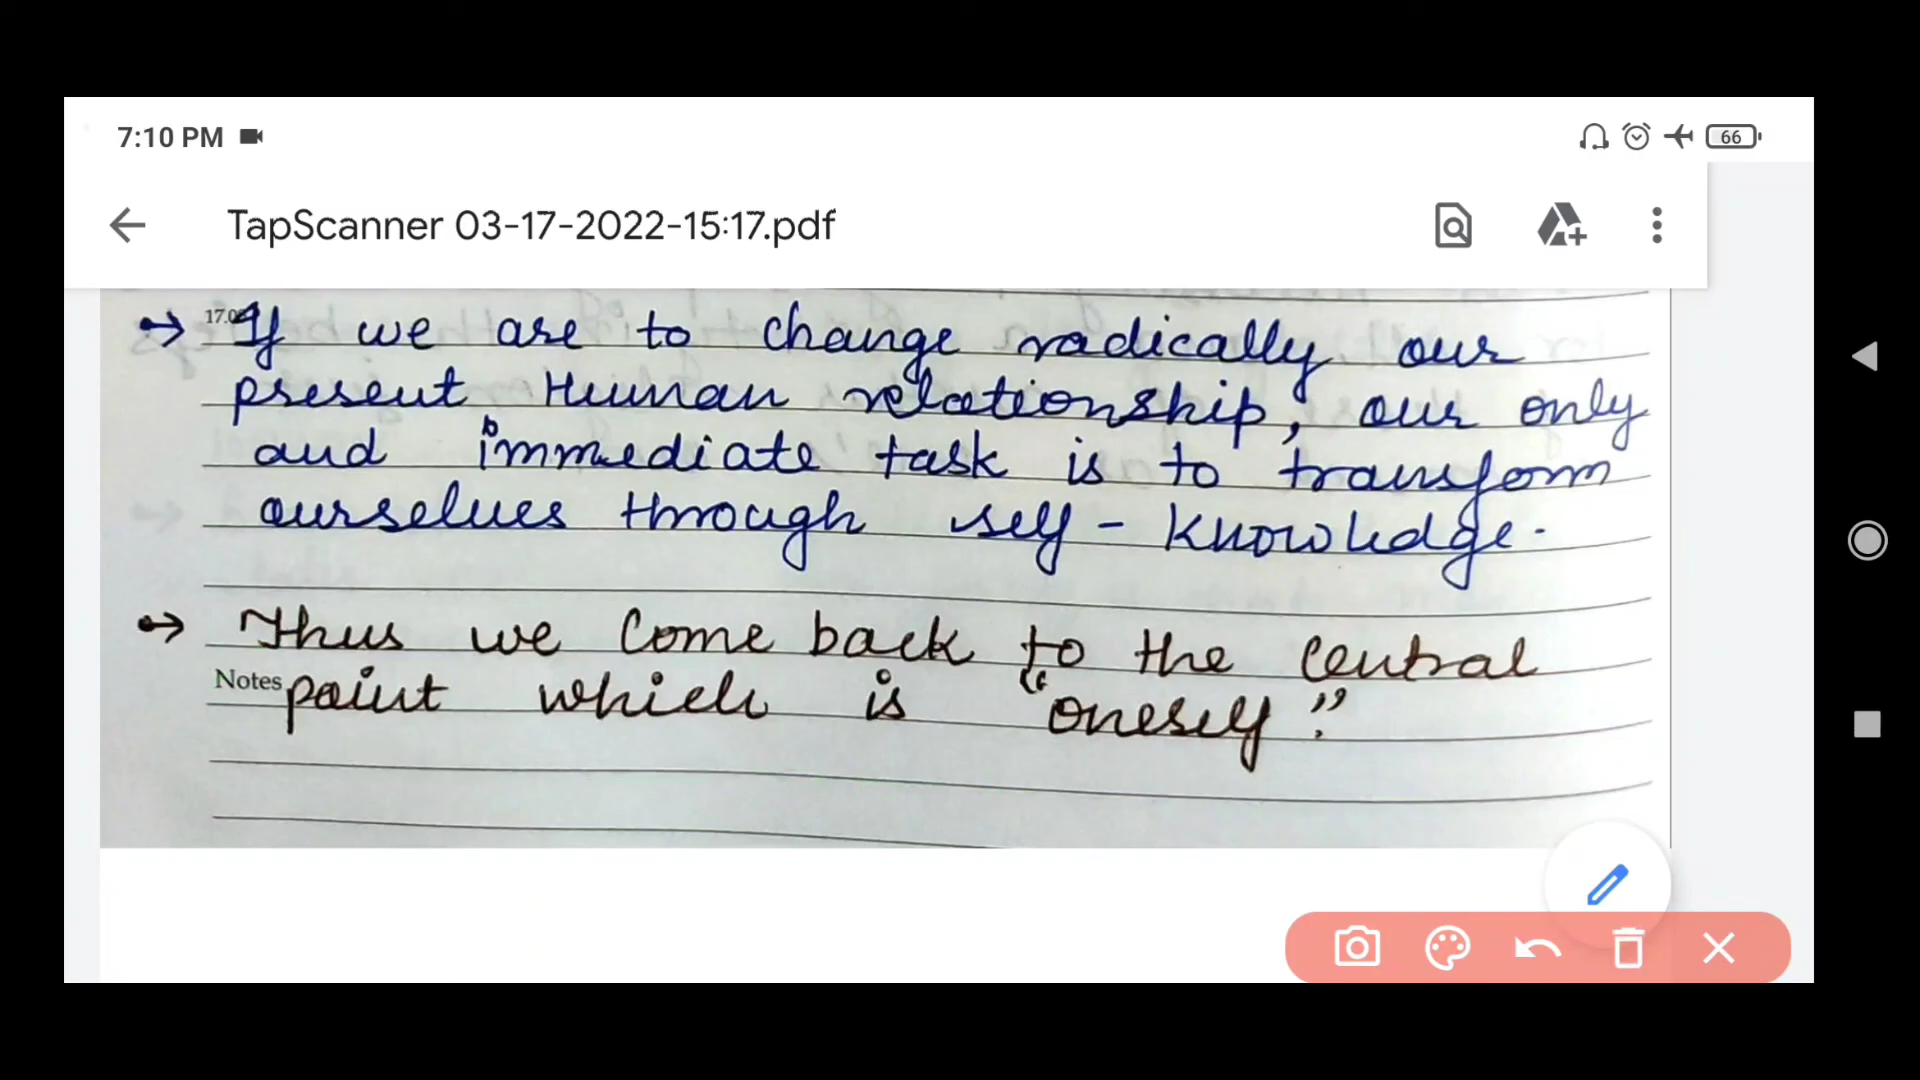 7:10 PM
66
TapScanner 03-17-2022-15:17.pdf
→ If we are to change radically our
present Human relationship, our only
and immediate task is to transform
ourselves through self - knowledge.
→ Thus we come back to the central
Notes point which is "oneself".